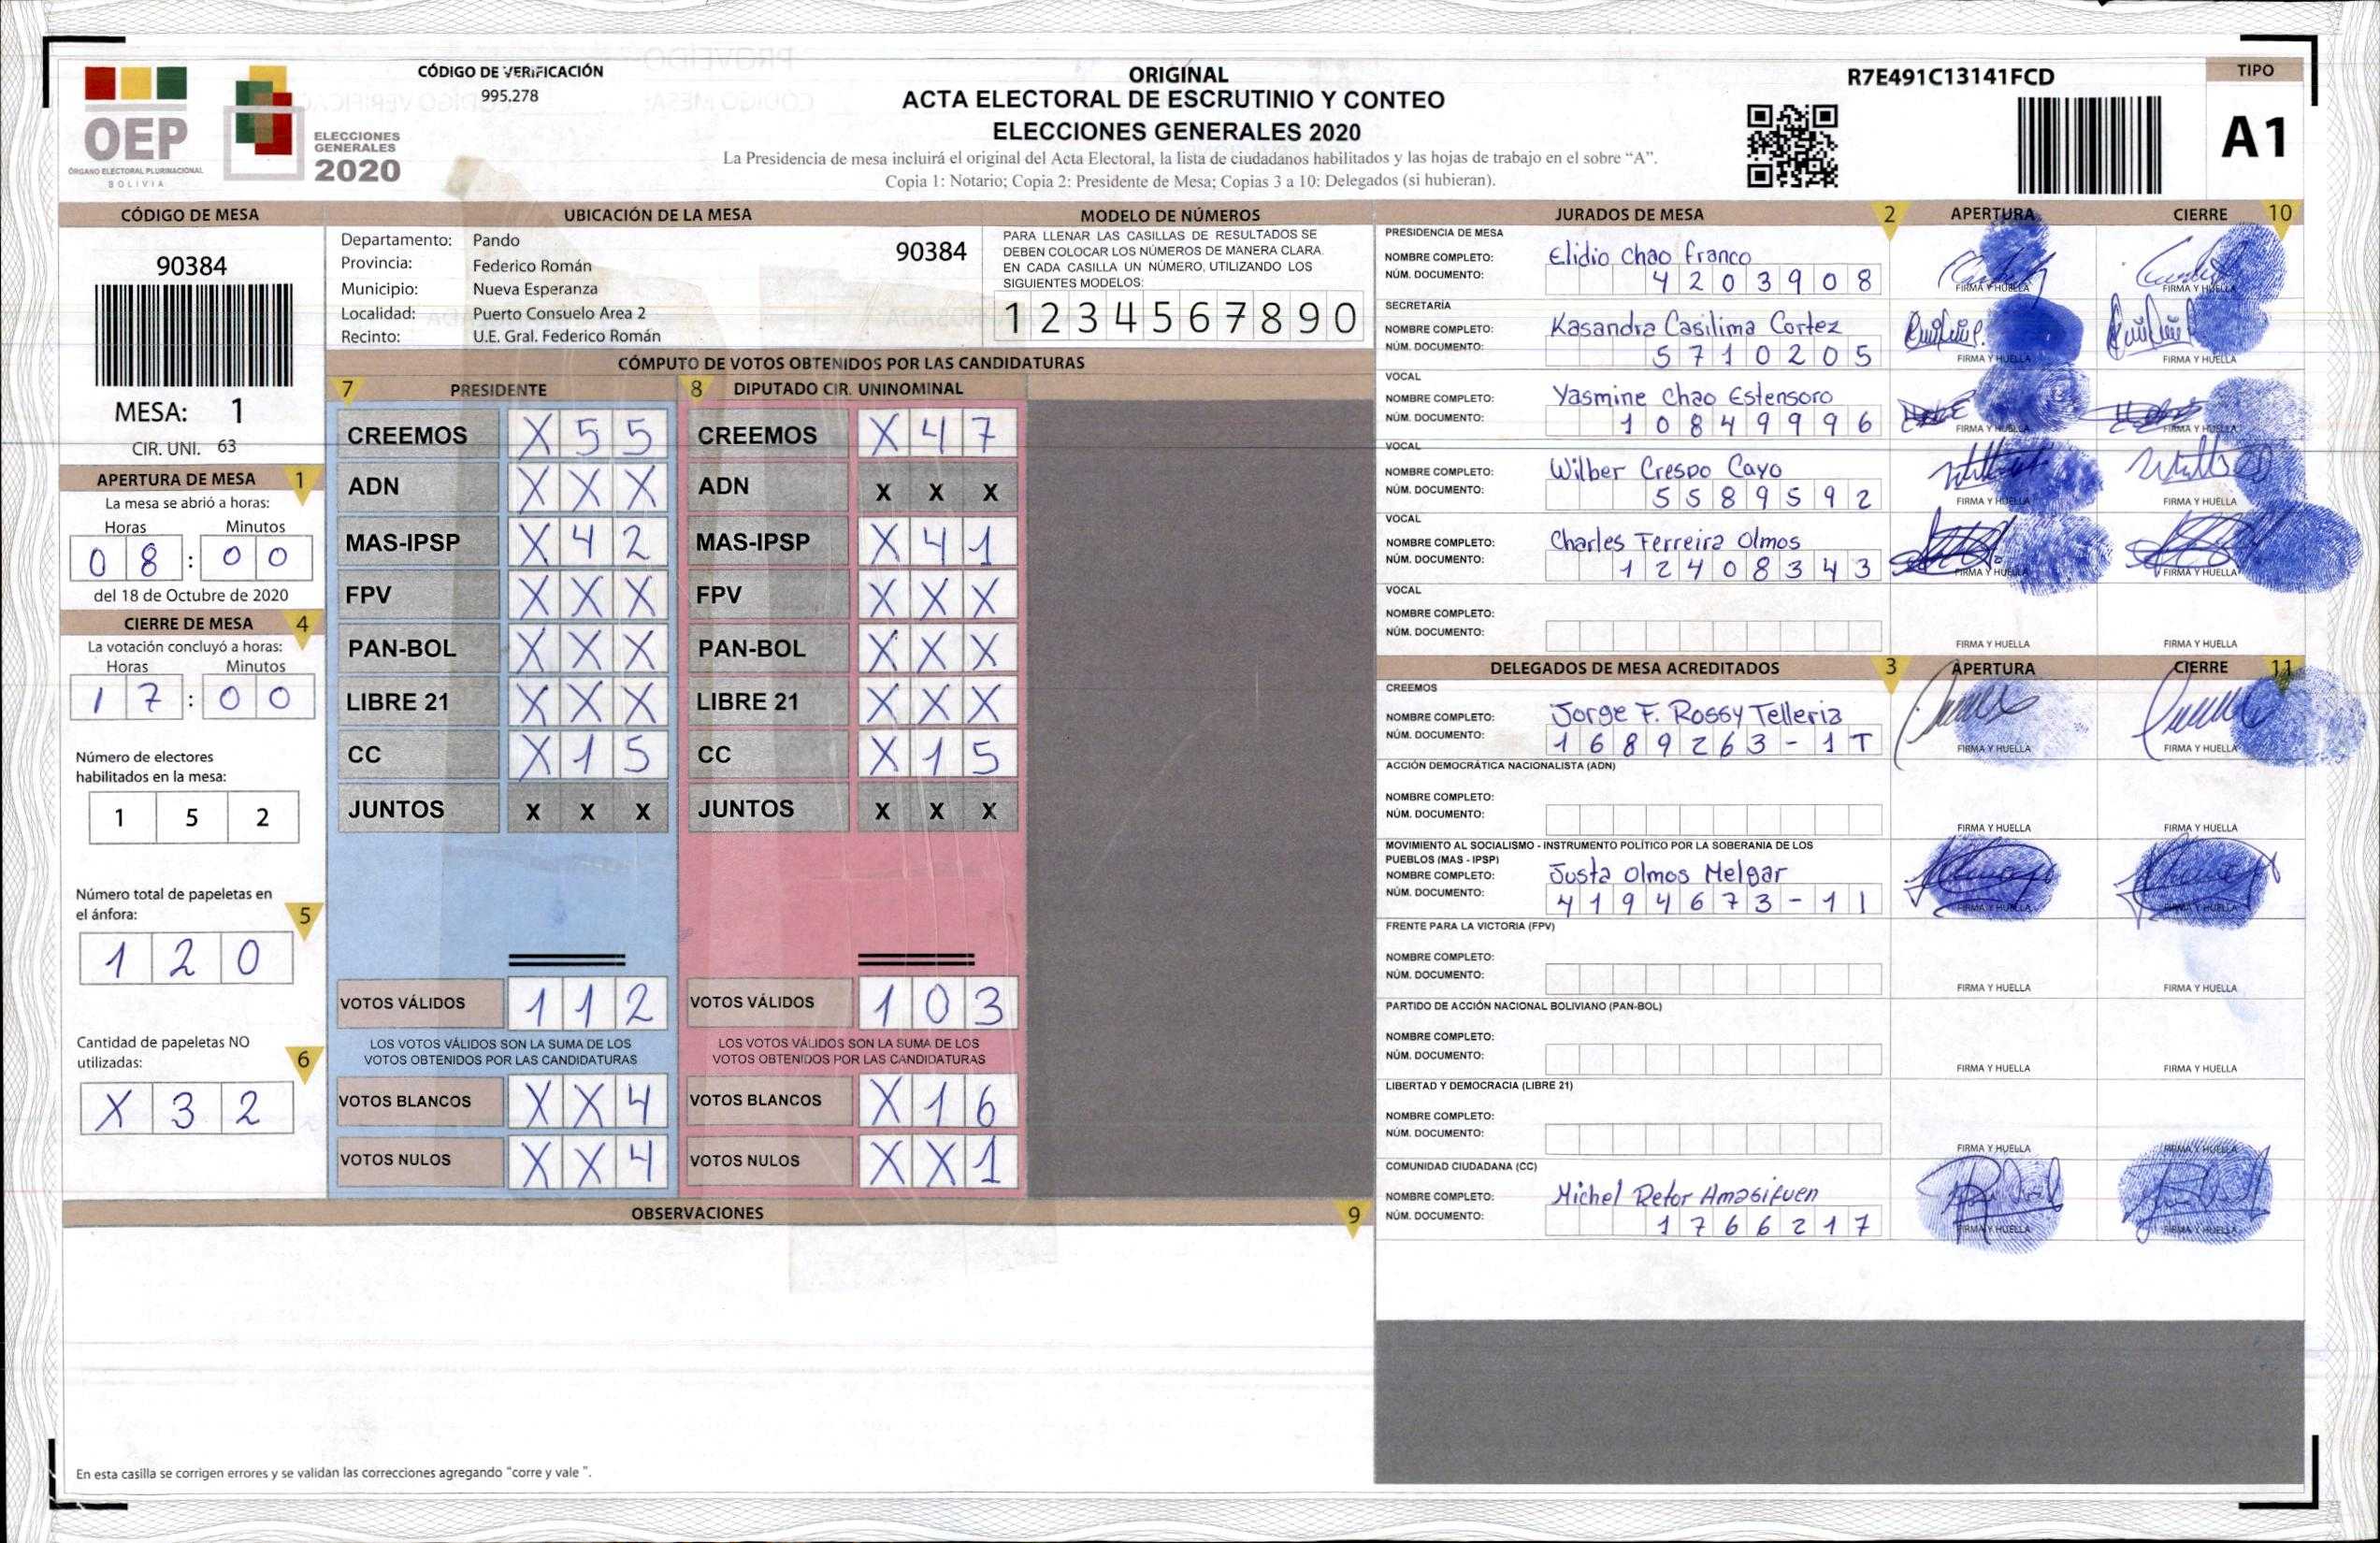 OEP
ÓRGANO ELECTORAL PLURINACIONAL
BOLIVIA
ELECCIONES
GENERALES
2020
CÓDIGO DE VERIFICACIÓN
995.278
ORIGINAL
ACTA ELECTORAL DE ESCRUTINIO Y CONTEO
ELECCIONES GENERALES 2020
La Presidencia de mesa incluirá el original del Acta Electoral, la lista de ciudadanos habilitados y las hojas de trabajo en el sobre “A”.
Copia 1: Notario; Copia 2: Presidente de Mesa; Copias 3 a 10: Delegados (si hubieran).
R7E491C13141FCD
TIPO
A1
CÓDIGO DE MESA
90384
MESA: 1
CIR. UNI. 63
APERTURA DE MESA 1
La mesa se abrió a horas:
Horas Minutos
0 8 : 0 0
del 18 de Octubre de 2020
CIERRE DE MESA 4
La votación concluyó a horas:
Horas Minutos
1 7 : 0 0
Número de electores
habilitados en la mesa:
1 5 2
Número total de papeletas en
el ánfora: 5
1 2 0
Cantidad de papeletas NO
utilizadas: 6
X 3 2
UBICACIÓN DE LA MESA
Departamento: Pando
90384
Provincia: Federico Román
Municipio: Nueva Esperanza
Localidad: Puerto Consuelo Area 2
Recinto: U.E. Gral. Federico Román
MODELO DE NÚMEROS
PARA LLENAR LAS CASILLAS DE RESULTADOS SE
DEBEN COLOCAR LOS NÚMEROS DE MANERA CLARA.
EN CADA CASILLA UN NÚMERO, UTILIZANDO LOS
SIGUIENTES MODELOS:
1 2 3 4 5 6 7 8 9 0
CÓMPUTO DE VOTOS OBTENIDOS POR LAS CANDIDATURAS
7 PRESIDENTE
CREEMOS X 5 5
ADN X X X
MAS-IPSP X 4 2
FPV X X X
PAN-BOL X X X
LIBRE 21 X X X
CC X 1 5
JUNTOS X X X
VOTOS VÁLIDOS 1 1 2
LOS VOTOS VÁLIDOS SON LA SUMA DE LOS
VOTOS OBTENIDOS POR LAS CANDIDATURAS
VOTOS BLANCOS X X 4
VOTOS NULOS X X 4
8 DIPUTADO CIR. UNINOMINAL
CREEMOS X 4 7
ADN X X X
MAS-IPSP X 4 1
FPV X X X
PAN-BOL X X X
LIBRE 21 X X X
CC X 1 5
JUNTOS X X X
VOTOS VÁLIDOS 1 0 3
LOS VOTOS VÁLIDOS SON LA SUMA DE LOS
VOTOS OBTENIDOS POR LAS CANDIDATURAS
VOTOS BLANCOS X 1 6
VOTOS NULOS X X 1
OBSERVACIONES 9
En esta casilla se corrigen errores y se validan las correcciones agregando “corre y vale ”.
JURADOS DE MESA 2 APERTURA CIERRE 10
PRESIDENCIA DE MESA
NOMBRE COMPLETO: Elidio Chao Franco
NÚM. DOCUMENTO: 4 2 0 3 9 0 8
FIRMA Y HUELLA FIRMA Y HUELLA
SECRETARÍA
NOMBRE COMPLETO: Kasandra Casilima Cortez
NÚM. DOCUMENTO: 5 7 1 0 2 0 5
FIRMA Y HUELLA FIRMA Y HUELLA
VOCAL
NOMBRE COMPLETO: Yasmine Chao Estensoro
NÚM. DOCUMENTO: 1 0 8 4 9 9 9 6
FIRMA Y HUELLA FIRMA Y HUELLA
VOCAL
NOMBRE COMPLETO: Wilber Crespo Cayo
NÚM. DOCUMENTO: 5 5 8 9 5 9 2
FIRMA Y HUELLA FIRMA Y HUELLA
VOCAL
NOMBRE COMPLETO: Charles Ferreira Olmos
NÚM. DOCUMENTO: 1 2 4 0 8 3 4 3
FIRMA Y HUELLA FIRMA Y HUELLA
VOCAL
NOMBRE COMPLETO:
NÚM. DOCUMENTO:
FIRMA Y HUELLA FIRMA Y HUELLA
DELEGADOS DE MESA ACREDITADOS 3 APERTURA CIERRE 11
CREEMOS
NOMBRE COMPLETO: Jorge F. Rossy Telleria
NÚM. DOCUMENTO: 1 6 8 9 2 6 3 - 1 T
FIRMA Y HUELLA FIRMA Y HUELLA
ACCIÓN DEMOCRÁTICA NACIONALISTA (ADN)
NOMBRE COMPLETO:
NÚM. DOCUMENTO:
FIRMA Y HUELLA FIRMA Y HUELLA
MOVIMIENTO AL SOCIALISMO - INSTRUMENTO POLÍTICO POR LA SOBERANIA DE LOS
PUEBLOS (MAS - IPSP)
NOMBRE COMPLETO: Justa Olmos Melgar
NÚM. DOCUMENTO: 4 1 9 4 6 7 3 - 1 1
FIRMA Y HUELLA FIRMA Y HUELLA
FRENTE PARA LA VICTORIA (FPV)
NOMBRE COMPLETO:
NÚM. DOCUMENTO:
FIRMA Y HUELLA FIRMA Y HUELLA
PARTIDO DE ACCIÓN NACIONAL BOLIVIANO (PAN-BOL)
NOMBRE COMPLETO:
NÚM. DOCUMENTO:
FIRMA Y HUELLA FIRMA Y HUELLA
LIBERTAD Y DEMOCRACIA (LIBRE 21)
NOMBRE COMPLETO:
NÚM. DOCUMENTO:
FIRMA Y HUELLA FIRMA Y HUELLA
COMUNIDAD CIUDADANA (CC)
NOMBRE COMPLETO: Michel Retor Amasifuen
NÚM. DOCUMENTO: 1 7 6 6 2 1 7
FIRMA Y HUELLA FIRMA Y HUELLA